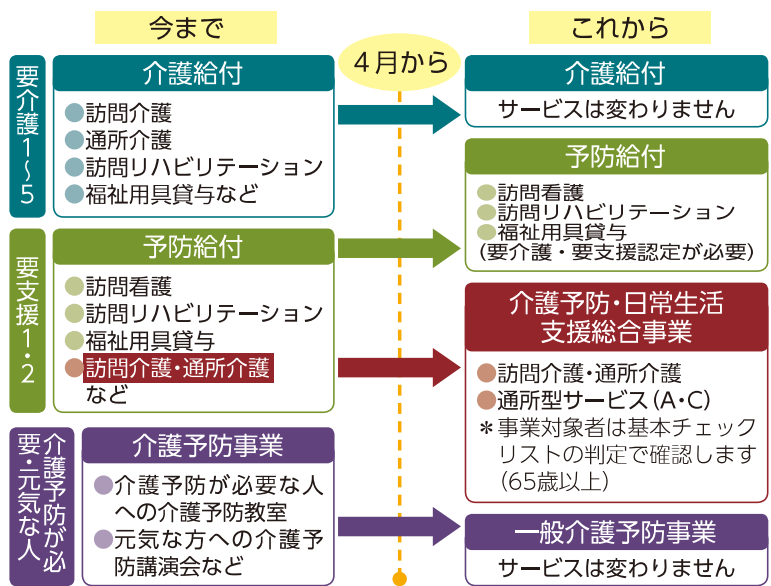 今まで
4月から
これから
要介護1～5
介護給付
●訪問介護
●通所介護
●訪問リハビリテーション
●福祉用具貸与など
介護給付
サービスは変わりません
要支援1・2
予防給付
●訪問看護
●訪問リハビリテーション
●福祉用具貸与
●訪問介護・通所介護
など
予防給付
●訪問看護
●訪問リハビリテーション
●福祉用具貸与
(要介護・要支援認定が必要)
介護予防・日常生活
支援総合事業
●訪問介護・通所介護
●通所型サービス(A・C)
＊事業対象者は基本チェック
リストの判定で確認します
(65歳以上)
介護予防が必
要・元気な人
介護予防事業
●介護予防が必要な人
への介護予防教室
●元気な方への介護予
防講演会など
一般介護予防事業
サービスは変わりません